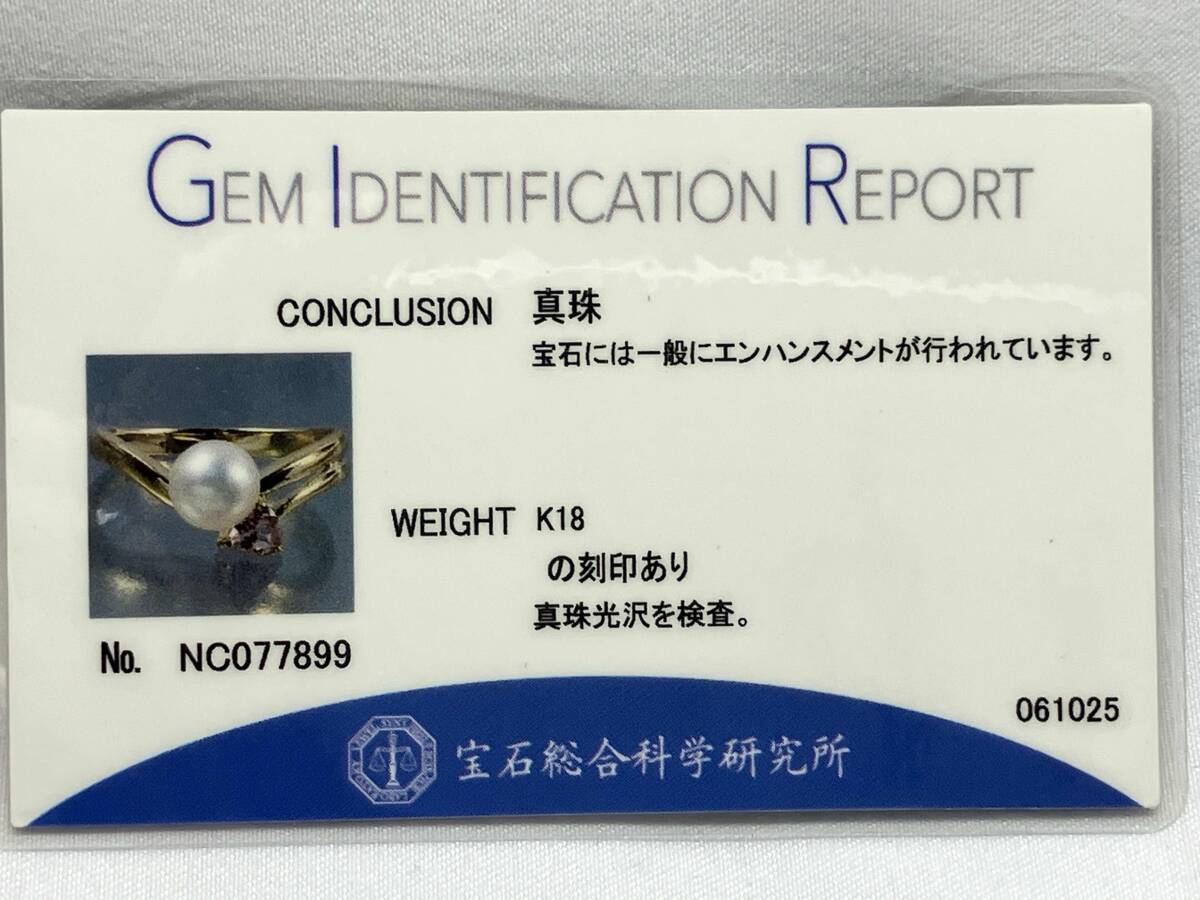 GEM IDENTIFICATION REPORT
CONCLUSION 真珠
宝石には一般にエンハンスメントが行われています。
WEIGHT K18
の刻印あり
真珠光沢を検査。
No. NC077899
061025
宝石総合科学研究所